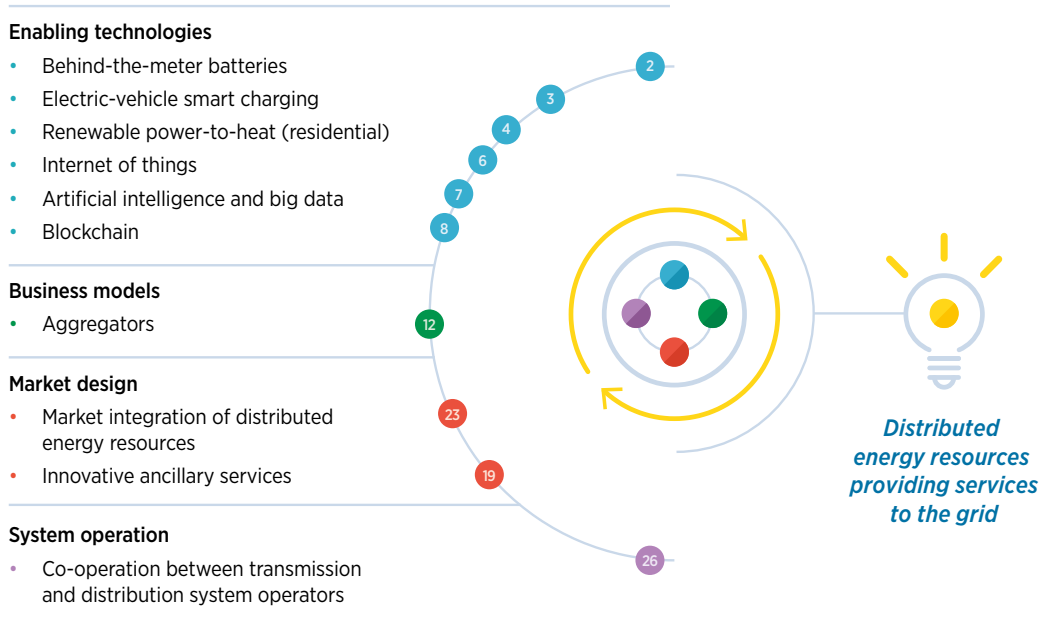 Enabling technologies
• Behind-the-meter batteries
2
• Electric-vehicle smart charging
3
• Renewable power-to-heat (residential)
4
• Internet of things
6
• Artificial intelligence and big data
7
• Blockchain
8
Business models
• Aggregators
12
Market design
• Market integration of distributed
energy resources
23
• Innovative ancillary services
19
System operation
• Co-operation between transmission
and distribution system operators
26
Distributed
energy resources
providing services
to the grid